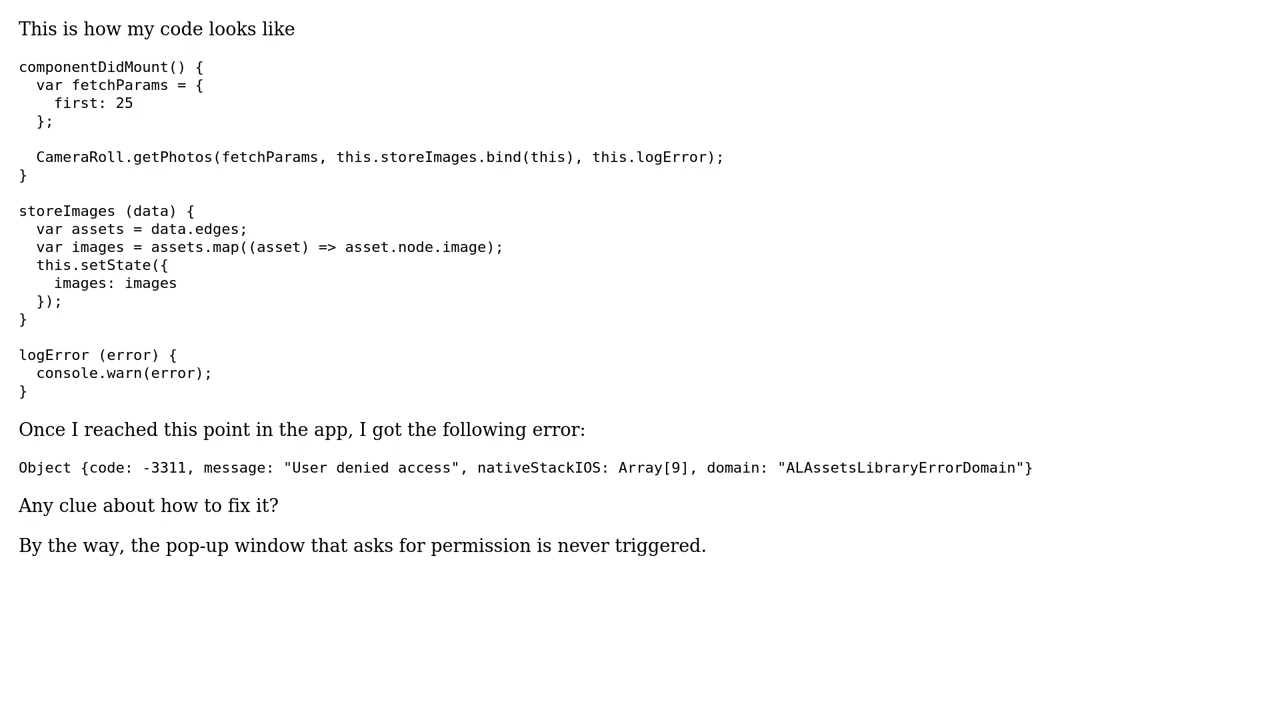 This is how my code looks like
componentDidMount() {
  var fetchParams = {
    first: 25
  };
  CameraRoll.getPhotos(fetchParams, this.storeImages.bind(this), this.logError);
}
storeImages (data) {
  var assets = data.edges;
  var images = assets.map((asset) => asset.node.image);
  this.setState({
    images: images
  });
}
logError (error) {
  console.warn(error);
}
Once I reached this point in the app, I got the following error:
Object {code: -3311, message: "User denied access", nativeStackIOS: Array[9], domain: "ALAssetsLibraryErrorDomain"}
Any clue about how to fix it?
By the way, the pop-up window that asks for permission is never triggered.